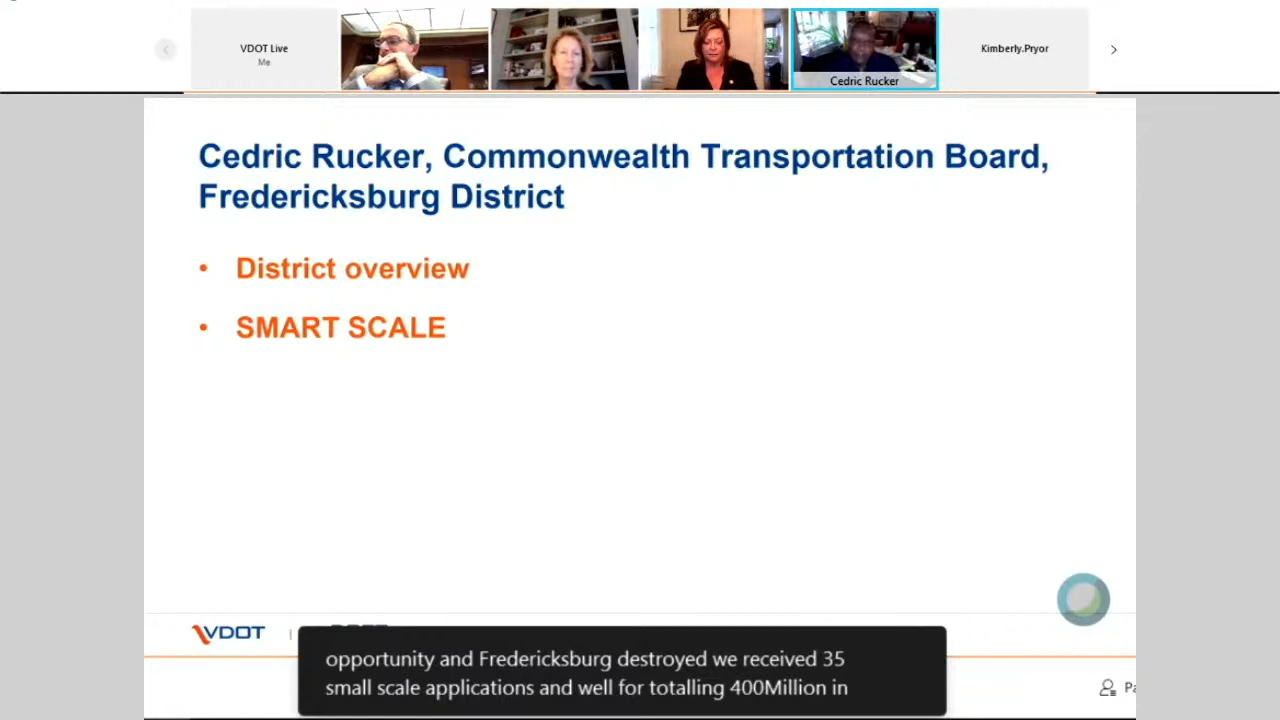 VDOT Live
Me
Cedric Rucker
Kimberly.Pryor
Cedric Rucker, Commonwealth Transportation Board,
Fredericksburg District
• District overview
• SMART SCALE
VDOT
opportunity and Fredericksburg destroyed we received 35
small scale applications and well for totalling 400Million in